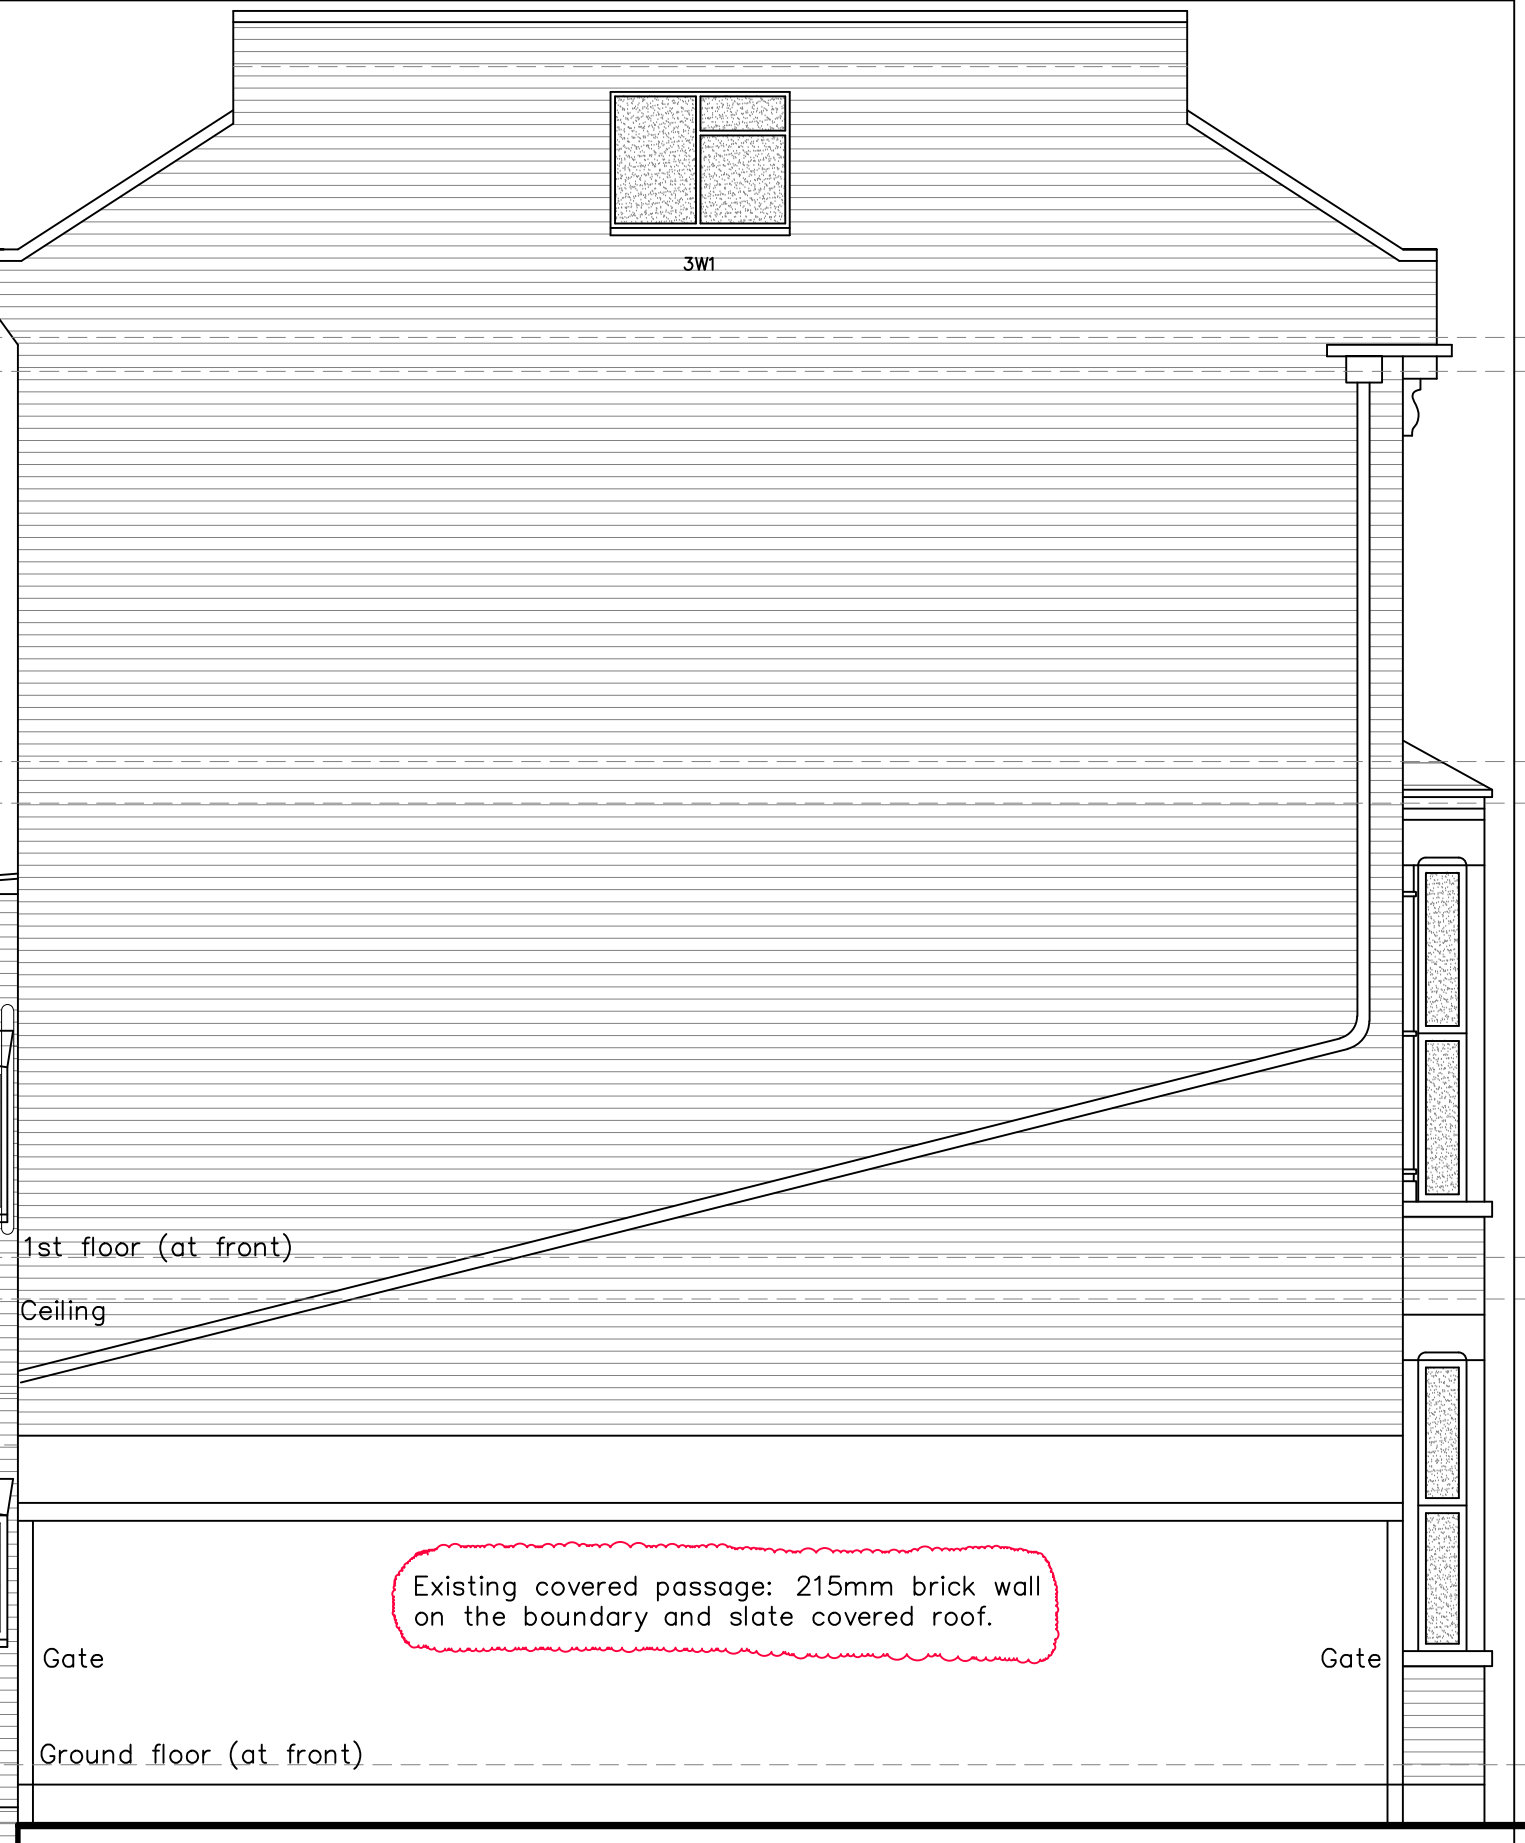 3W1
1st floor (at front)
Ceiling
Existing covered passage: 215mm brick wall
on the boundary and slate covered roof.
Gate
Gate
Ground floor (at front)